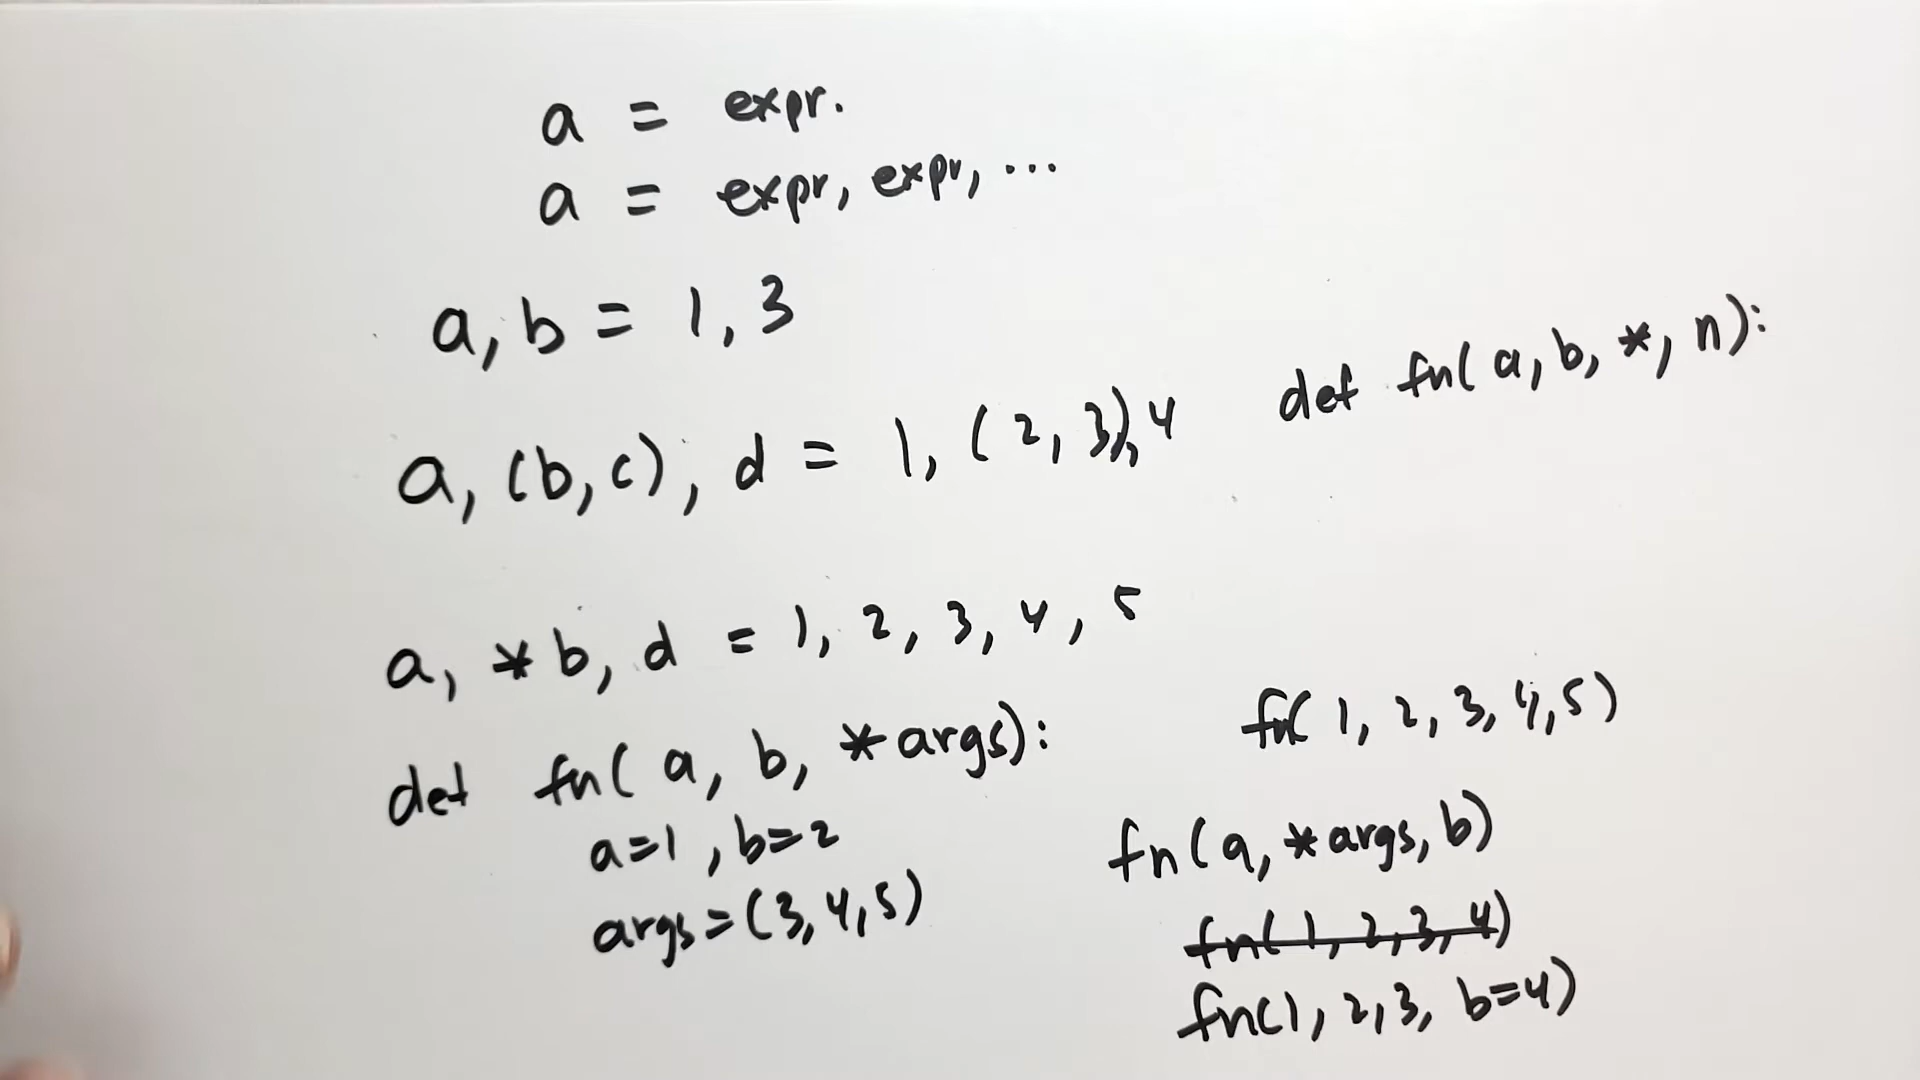 a = expr.
a = expr, expr, ...
a, b = 1, 3
def fn(a, b, *, n):
a, (b, c), d = 1, (2, 3), 4
a, *b, d = 1, 2, 3, 4, 5
def fn(a, b, *args):
a=1, b=2
args=(3, 4, 5)
fn(1, 2, 3, 4, 5)
fn(a, *args, b)
fn(1, 2, 3, 4)
fn(1, 2, 3, b=4)